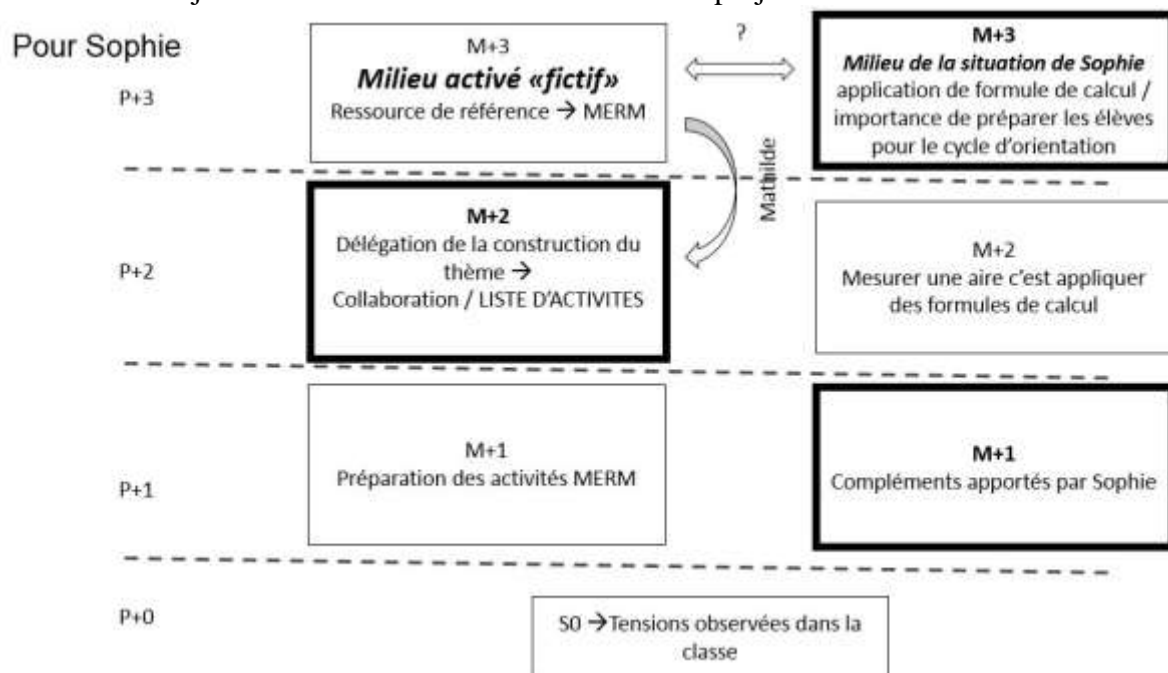 Pour Sophie
P+3
M+3
Milieu activé «fictif»
Ressource de référence → MERM
?
M+3
Milieu de la situation de Sophie
application de formule de calcul /
importance de préparer les élèves
pour le cycle d'orientation
Mathilde
P+2
M+2
Délégation de la construction du
thème →
Collaboration / LISTE D'ACTIVITES
M+2
Mesurer une aire c'est appliquer
des formules de calcul
P+1
M+1
Préparation des activités MERM
M+1
Compléments apportés par Sophie
P+0
S0 →Tensions observées dans la
classe